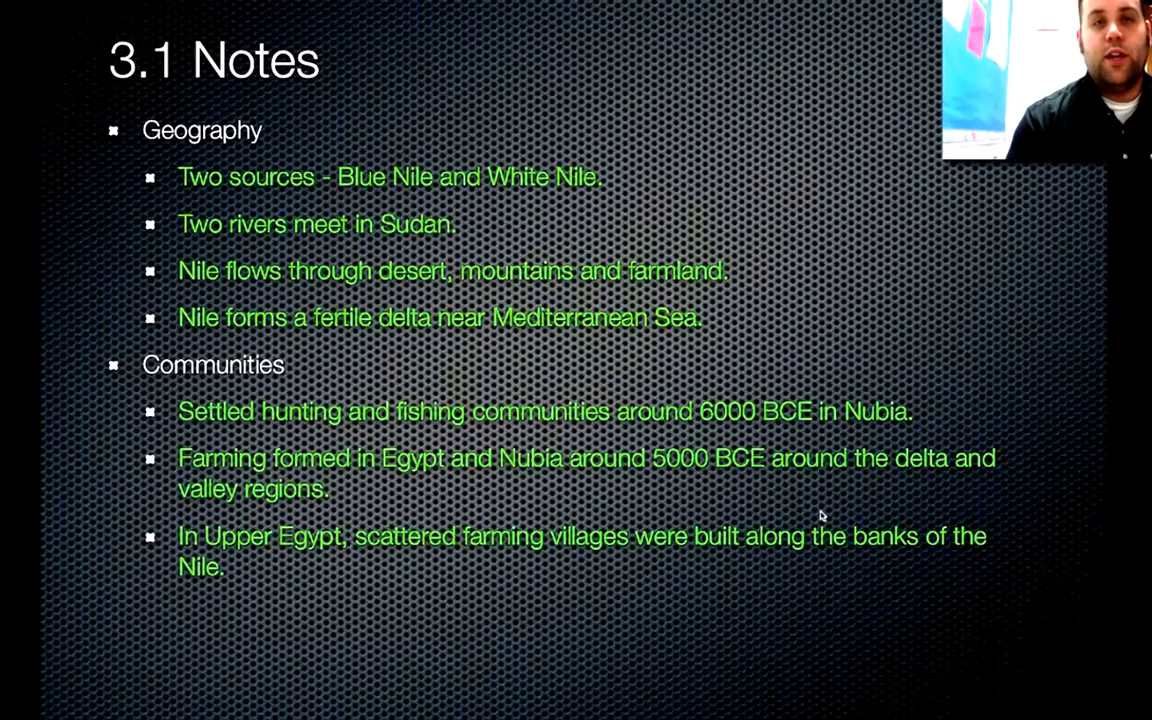 3.1 Notes
Geography
Two sources - Blue Nile and White Nile.
Two rivers meet in Sudan.
Nile flows through desert, mountains and farmland.
Nile forms a fertile delta near Mediterranean Sea.
Communities
Settled hunting and fishing communities around 6000 BCE in Nubia.
Farming formed in Egypt and Nubia around 5000 BCE around the delta and
valley regions.
In Upper Egypt, scattered farming villages were built along the banks of the
Nile.